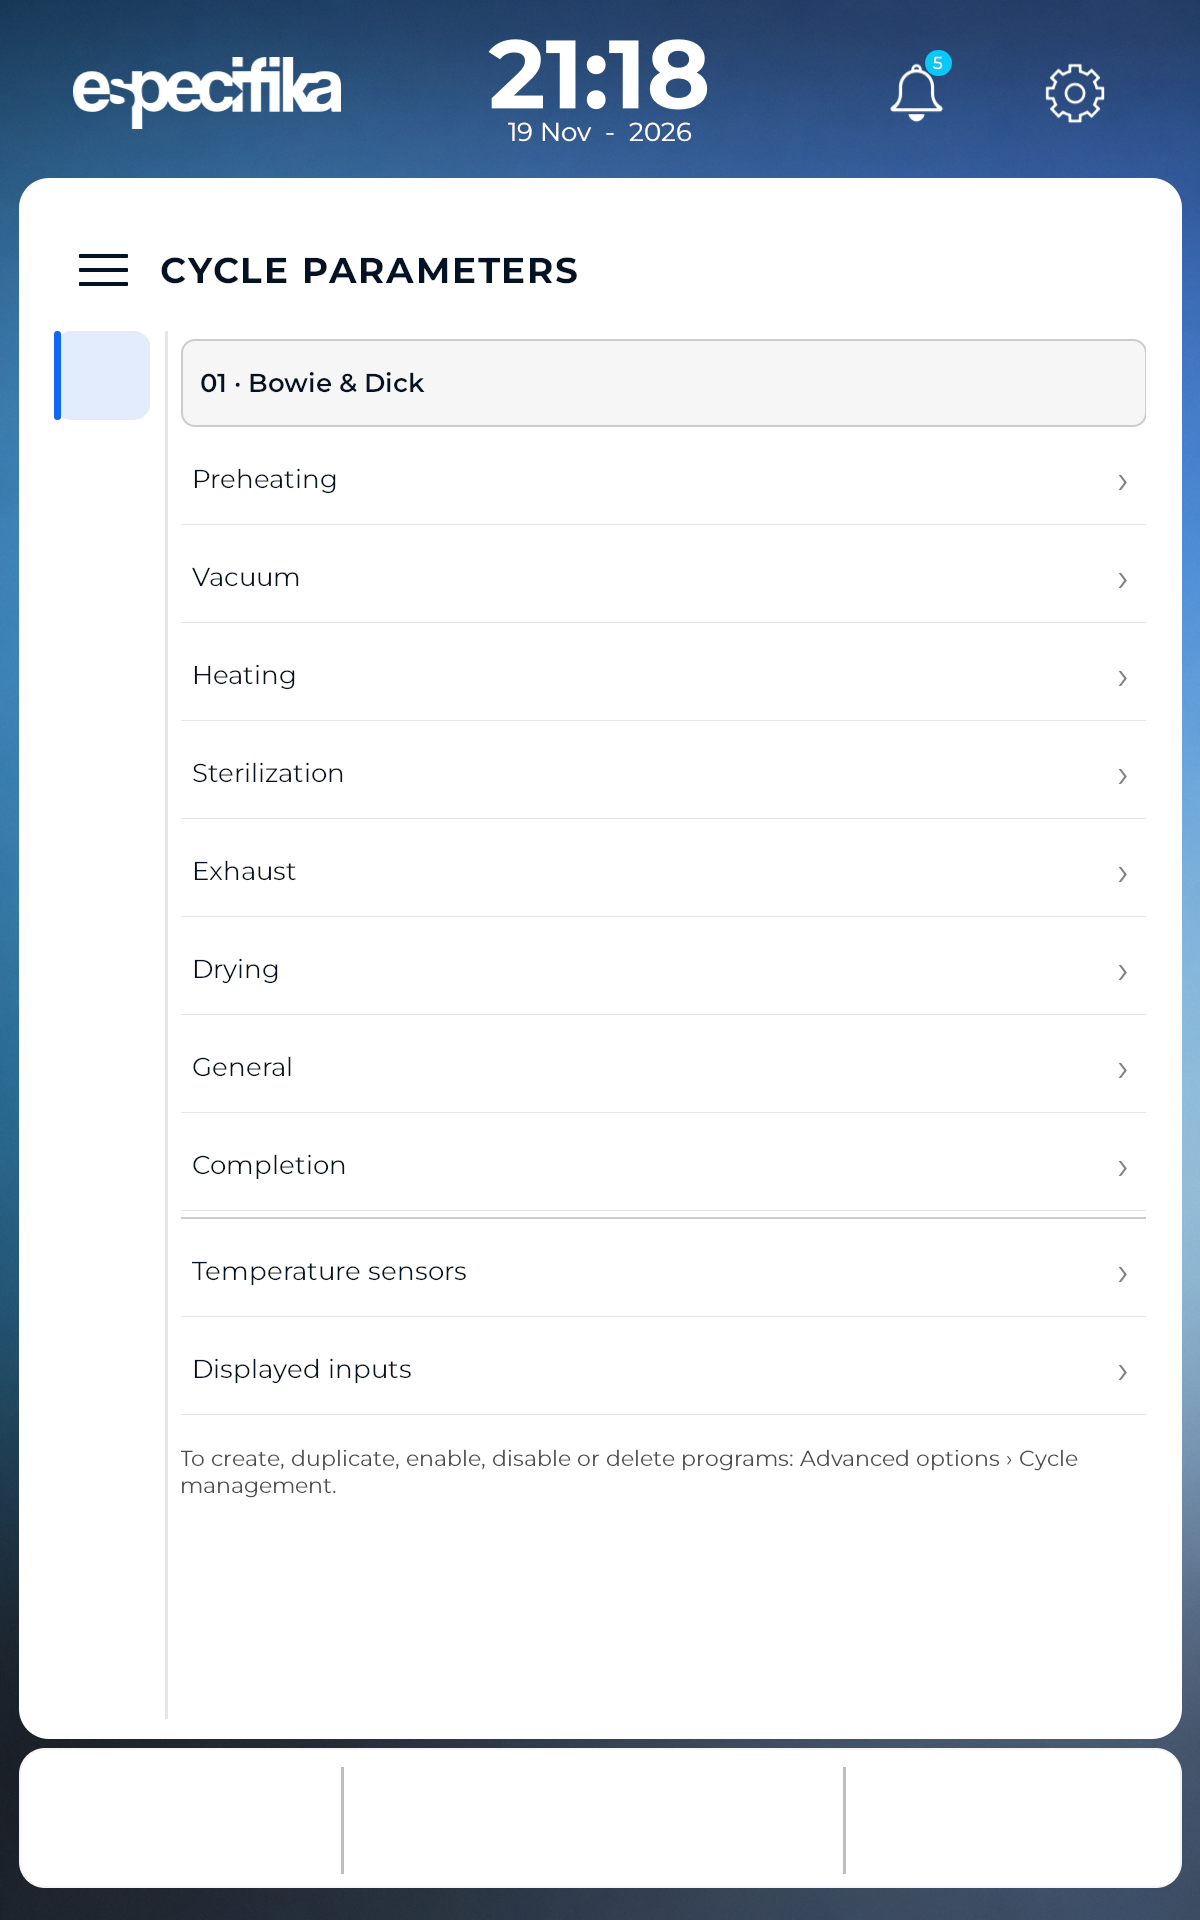 especifika
21:18
5
19 Nov - 2026
CYCLE PARAMETERS
01 · Bowie & Dick
Preheating ›
Vacuum ›
Heating ›
Sterilization ›
Exhaust ›
Drying ›
General ›
Completion ›
Temperature sensors ›
Displayed inputs ›
To create, duplicate, enable, disable or delete programs: Advanced options › Cycle
management.